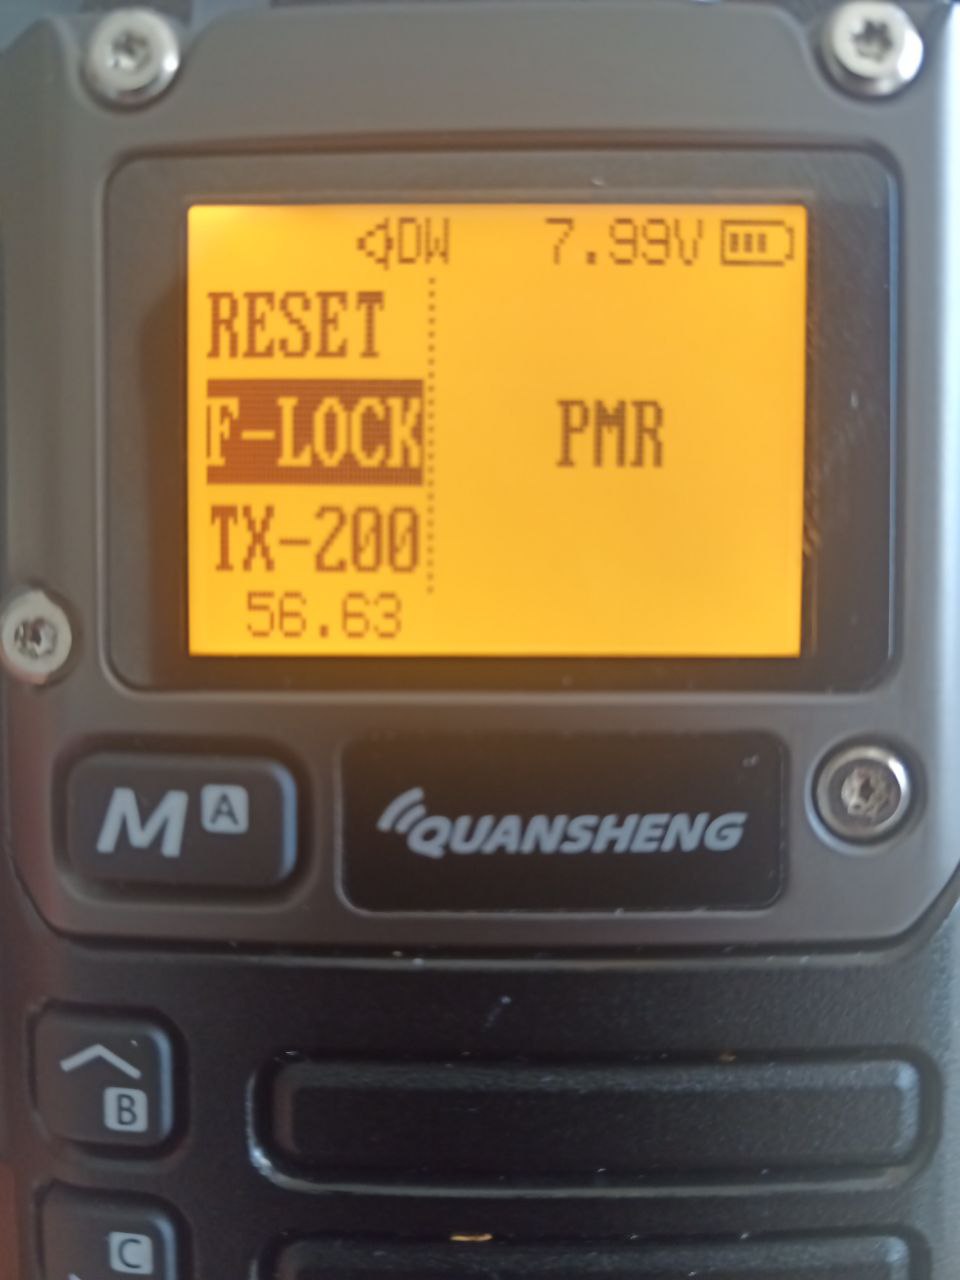 DW 7.99V
RESET
F-LOCK PMR
TX-200
56.63
M A
QUANSHENG
B
C